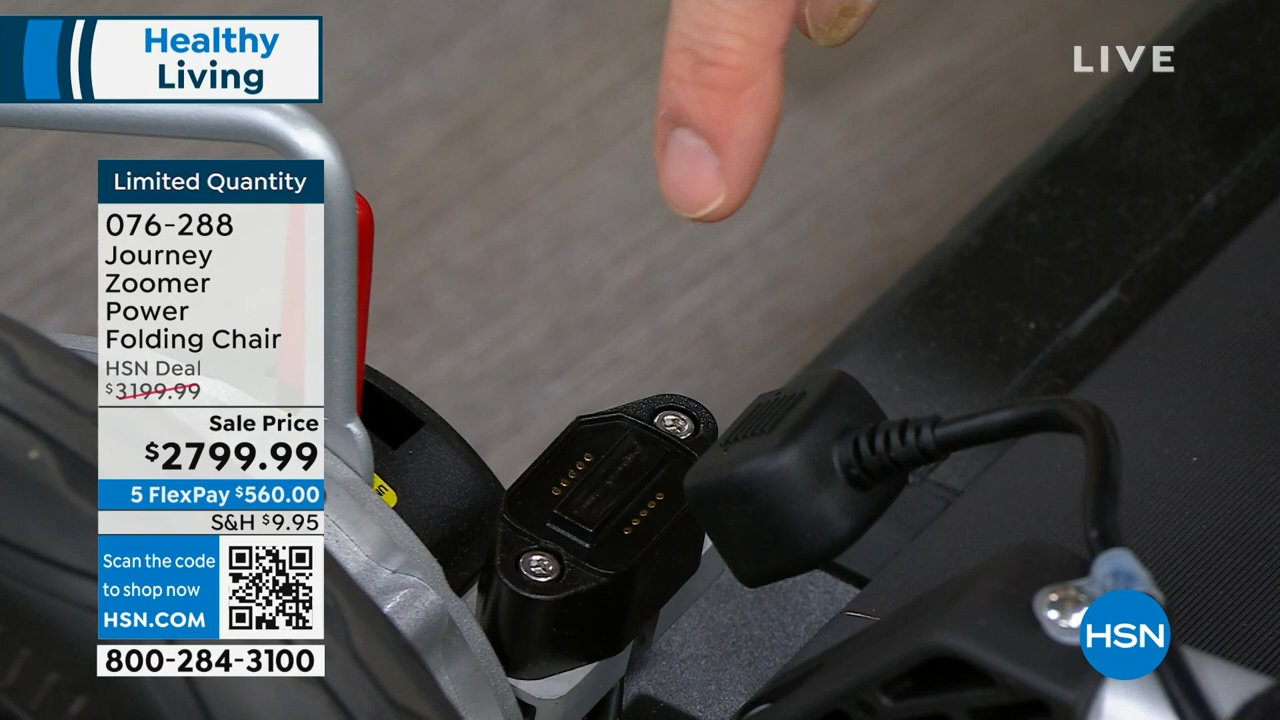 Healthy
Living
LIVE
Limited Quantity
076-288
Journey
Zoomer
Power
Folding Chair
HSN Deal
$3199.99
Sale Price
$2799.99
5 FlexPay $560.00
S&H $9.95
Scan the code
to shop now
HSN.COM
800-284-3100
HSN